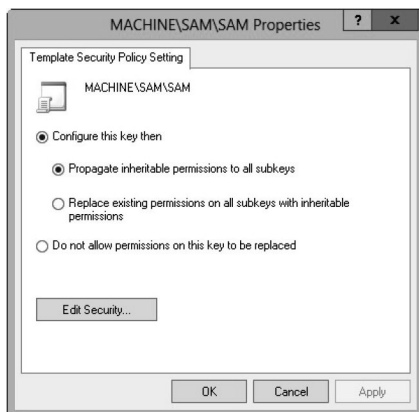 MACHINE\SAM\SAM Properties
?
x
Template Security Policy Setting
MACHINE\SAM\SAM
Configure this key then
Propagate inheritable permissions to all subkeys
Replace existing permissions on all subkeys with inheritable
permissions
Do not allow permissions on this key to be replaced
Edit Security...
OK
Cancel
Apply